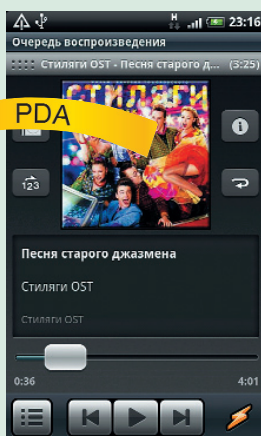 H 23:16
Очередь воспроизведения
Стиляги OST - Песня старого д... (3:25)
СТИЛЯГИ
PDA
i
123
Песня старого джазмена
Стиляги OST
Стиляги OST
0:36 4:01